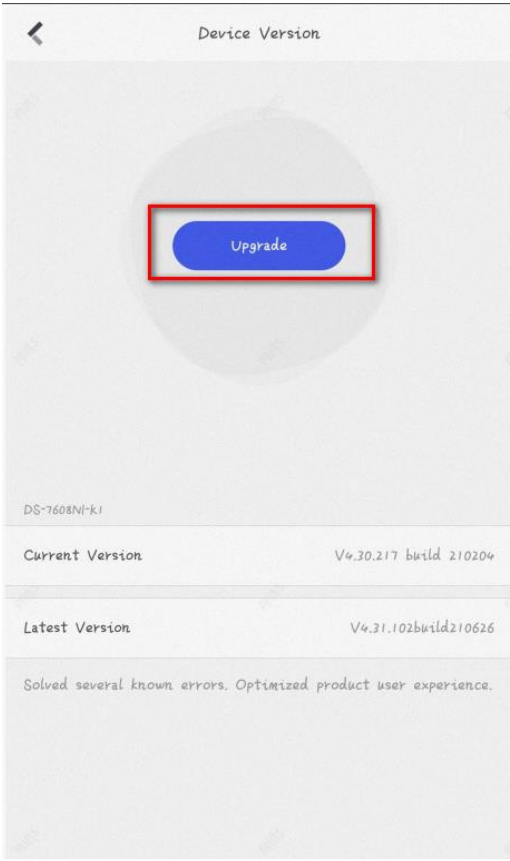 Device Version
Upgrade
DS-7608NI-K1
Current Version V4.30.217 build 210204
Latest Version V4.31.102build210626
Solved several known errors. Optimized product user experience.